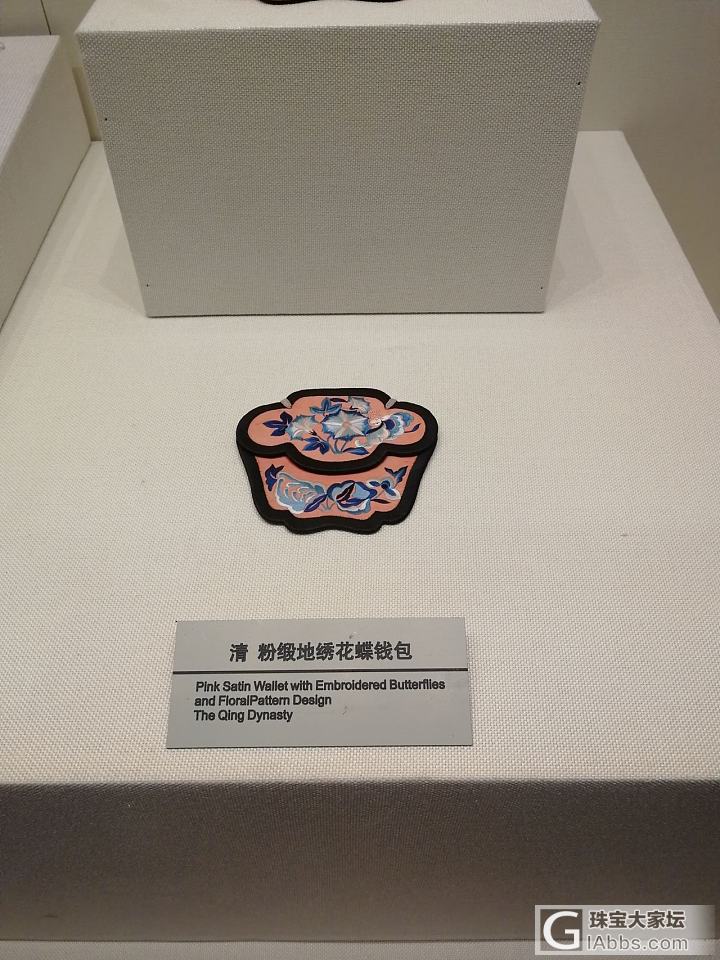 清 粉缎地绣花蝶钱包
Pink Satin Wallet with Embroidered Butterflies
and FloralPattern Design
The Qing Dynasty
G 珠宝大家坛
IAbbs.com